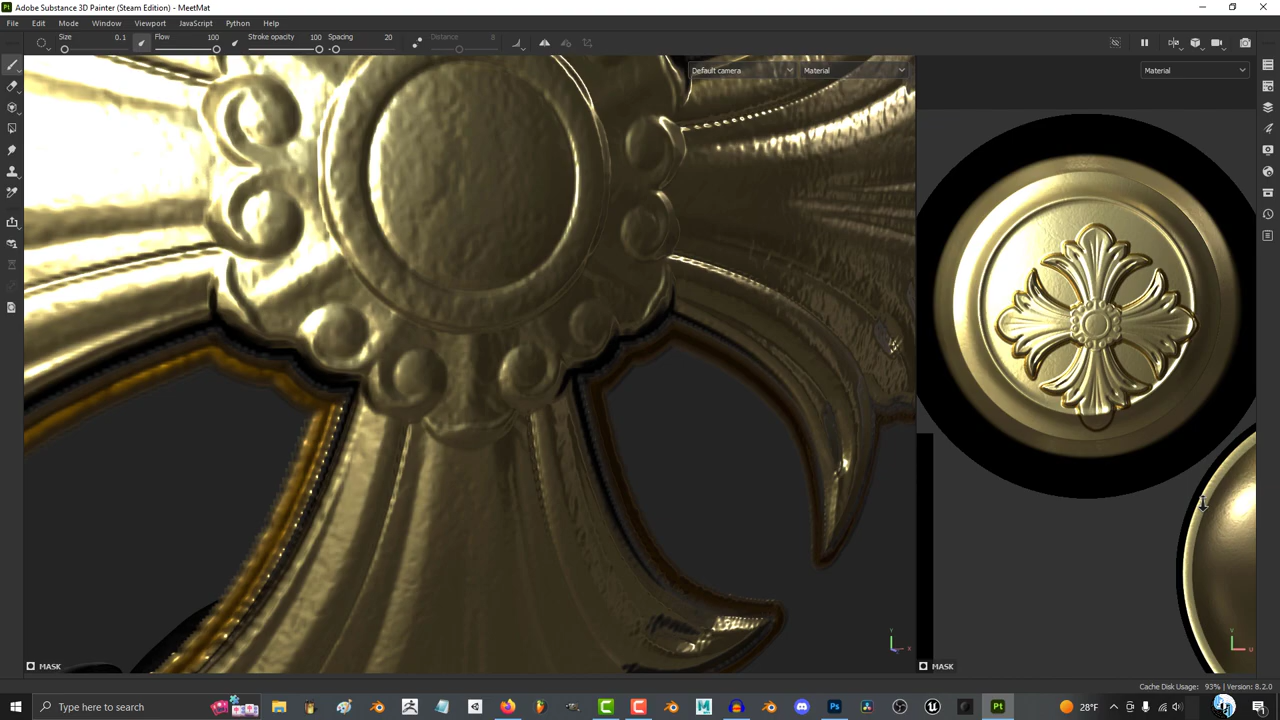 Adobe Substance 3D Painter (Steam Edition) - MeetMat
File Edit Mode Window Viewport JavaScript Python Help
Size 0.1 Flow 100 Stroke opacity 100 Spacing 20 Distance 8
Default camera Material Material
MASK MASK
Cache Disk Usage: 93% | Version: 8.2.0
Type here to search 28°F